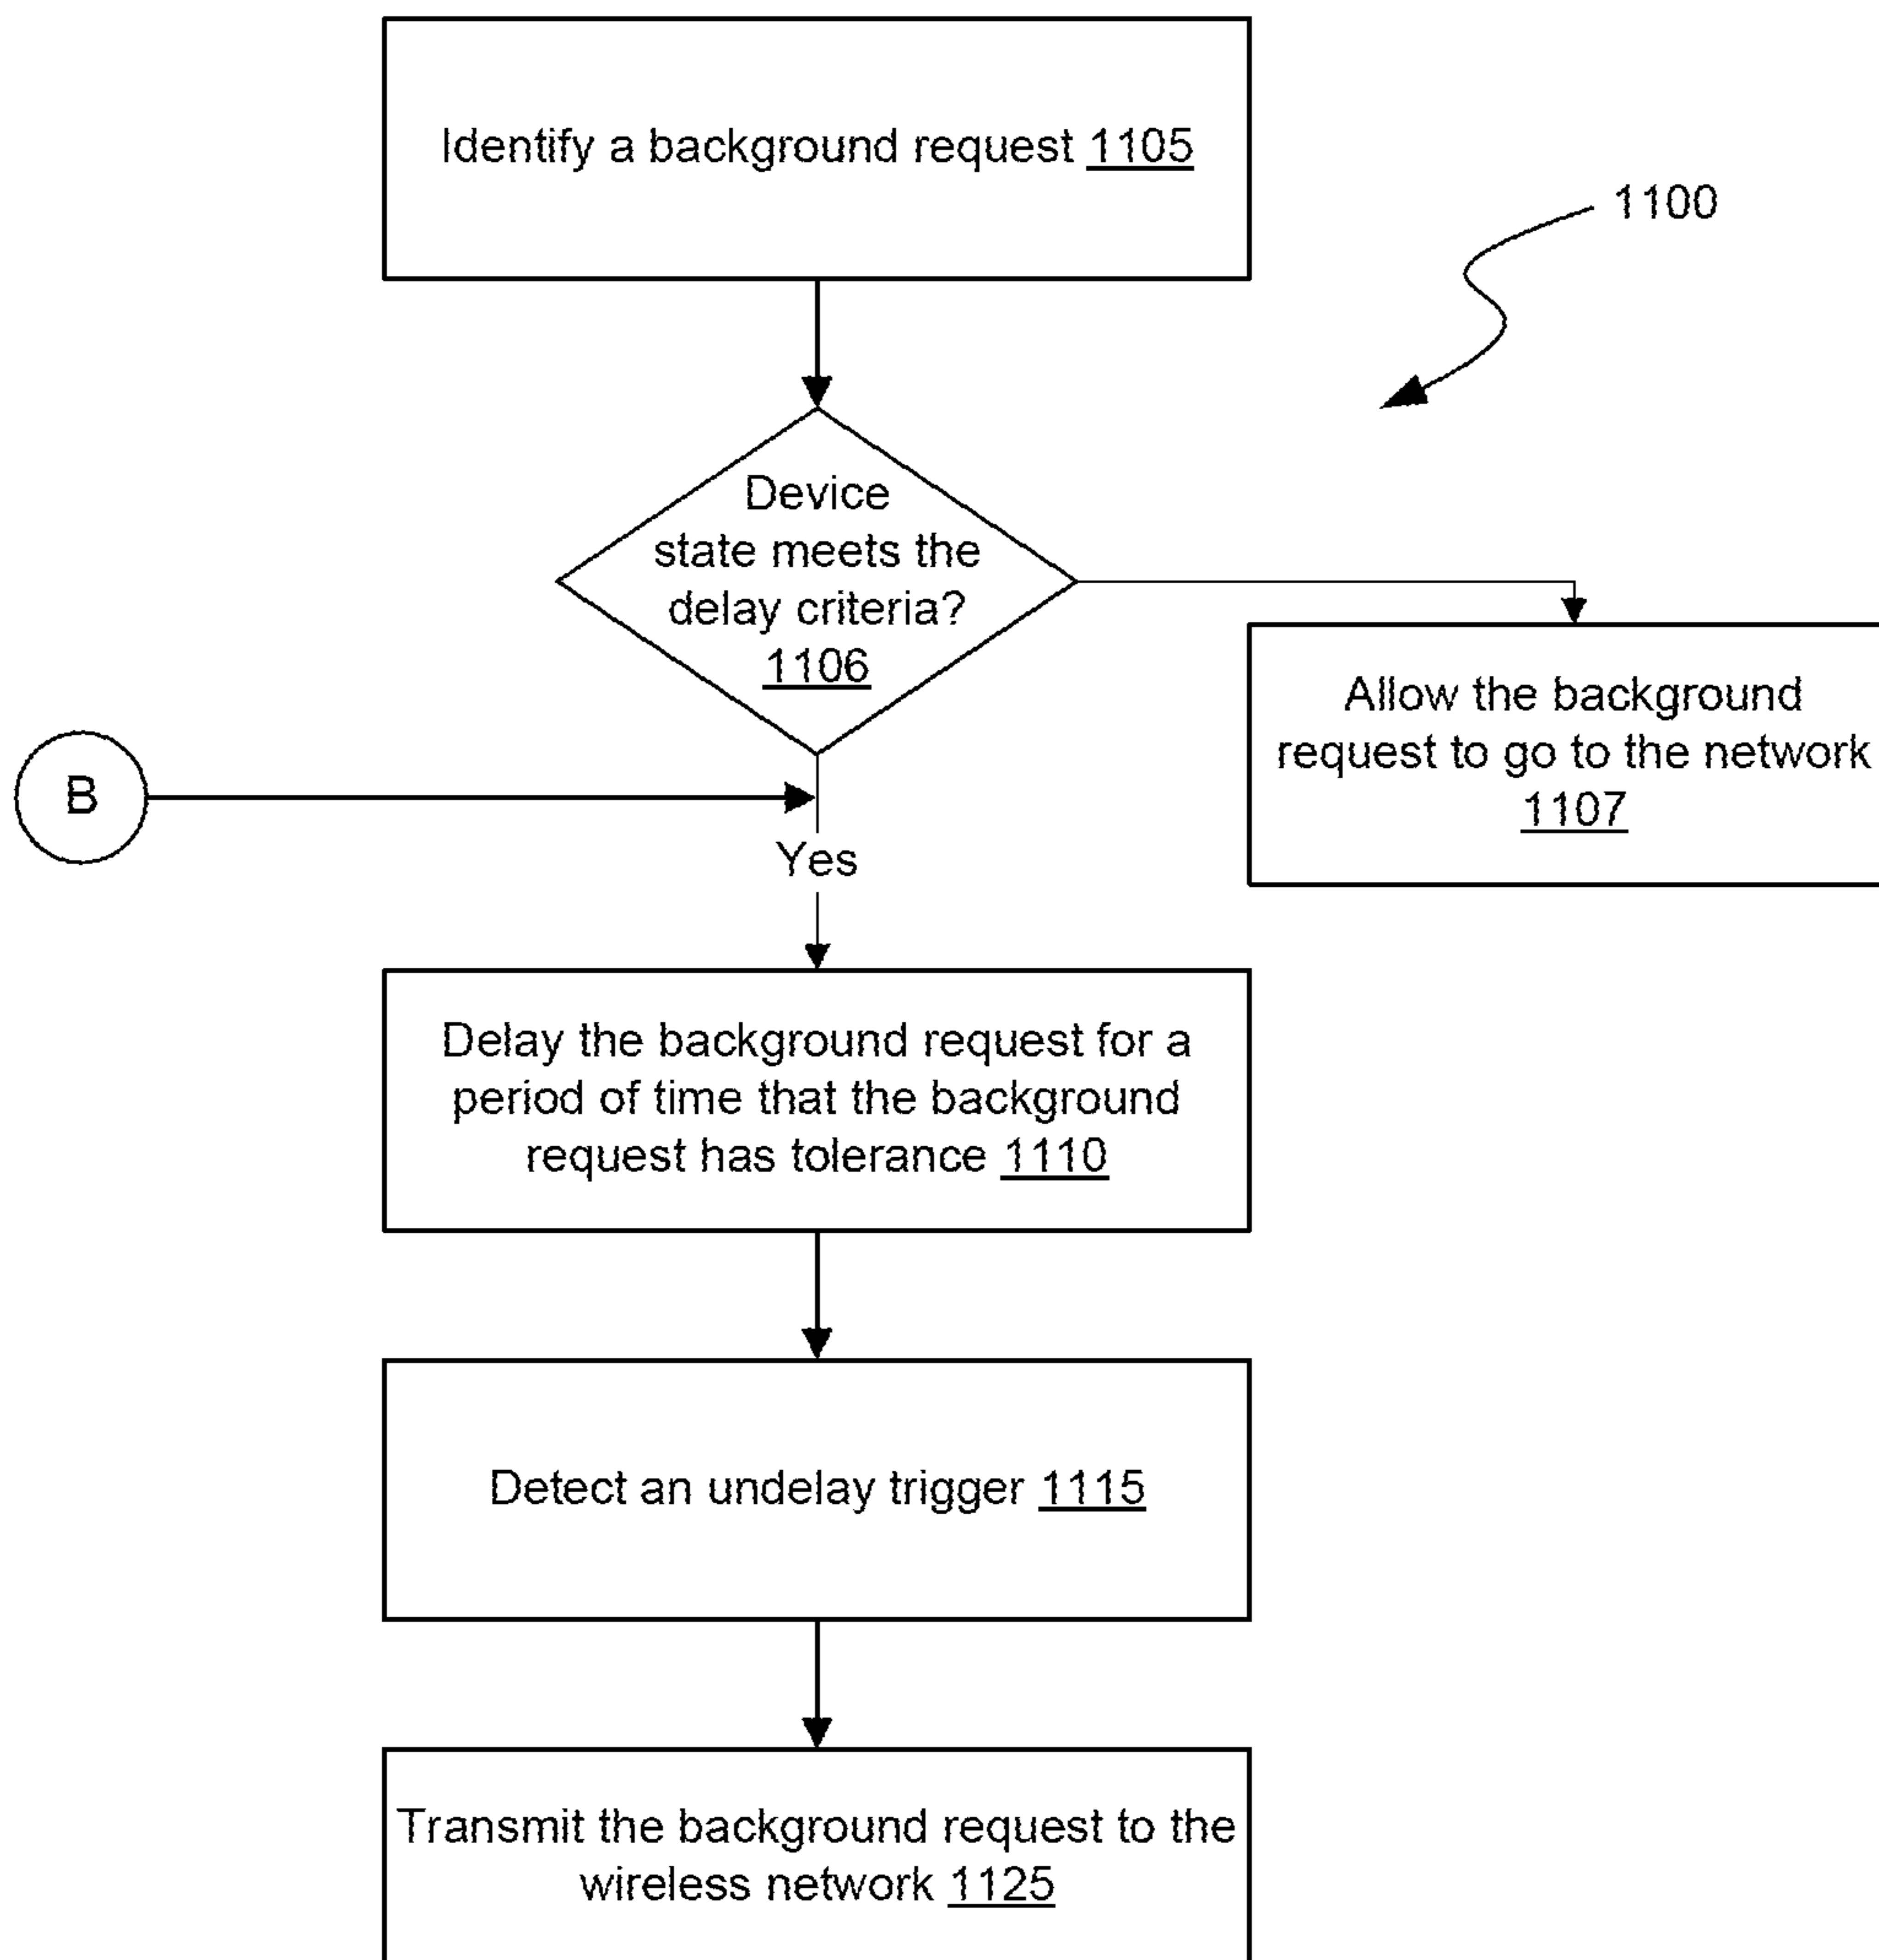 Identify a background request 1105
1100
Device
state meets the
delay criteria?
1106
Allow the background
request to go to the network
1107
B
Yes
Delay the background request for a
period of time that the background
request has tolerance 1110
Detect an undelay trigger 1115
Transmit the background request to the
wireless network 1125